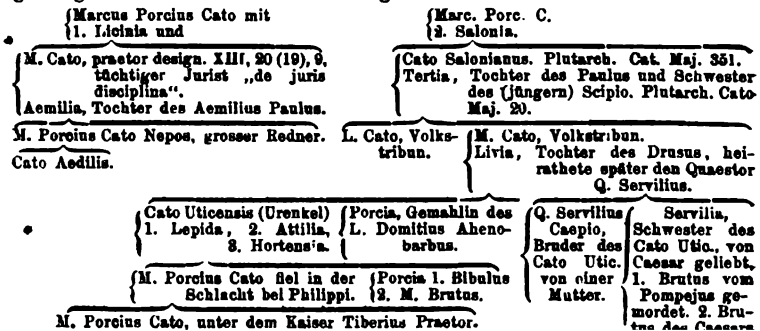 Marcus Porcius Cato mit
1. Licinia und
Marc. Porc. C.
2. Salonia.
M. Cato, praetor design. XIII, 20 (19), 9,
tüchtiger Jurist „de juris
disciplina“.
Aemilia, Tochter des Aemilius Paulus.
Cato Salonianus. Plutarch. Cat. Maj. 351.
Tertia, Tochter des Paulus und Schwester
des (jüngern) Scipio. Plutarch. Cato
Maj. 20.
M. Porcius Cato Nepos, grosser Redner.
Cato Aedilis.
L. Cato, Volks-
tribun.
M. Cato, Volkstribun.
Livia, Tochter des Drusus, hei-
rathete später den Quaestor
Q. Servilius.
Cato Uticensis (Urenkel)
1. Lepida, 2. Attilia,
3. Hortensia.
Porcia, Gemahlin des
L. Domitius Aheno-
barbus.
Q. Servilius
Caepio,
Bruder des
Cato Utic.
von einer
Mutter.
Servilia,
Schwester des
Cato Utic., von
Caesar geliebt,
1. Brutus vom
Pompejus ge-
mordet. 2. Bru-
tus des Caesars
M. Porcius Cato fiel in der
Schlacht bei Philippi.
Porcia 1. Bibulus
2. M. Brutus.
M. Porcius Cato, unter dem Kaiser Tiberius Praetor.